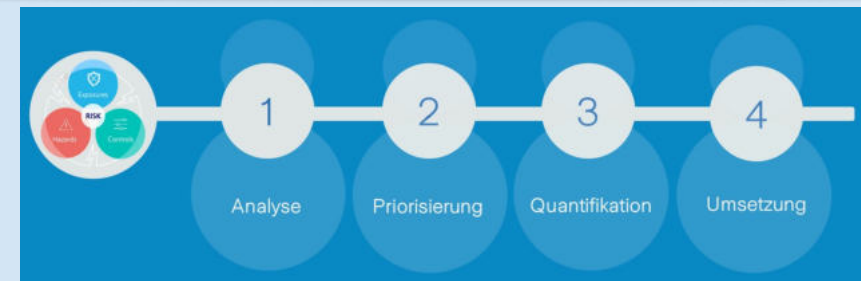 Exposures
RISK
Hazards
Controls
1
2
3
4
Analyse
Priorisierung
Quantifikation
Umsetzung